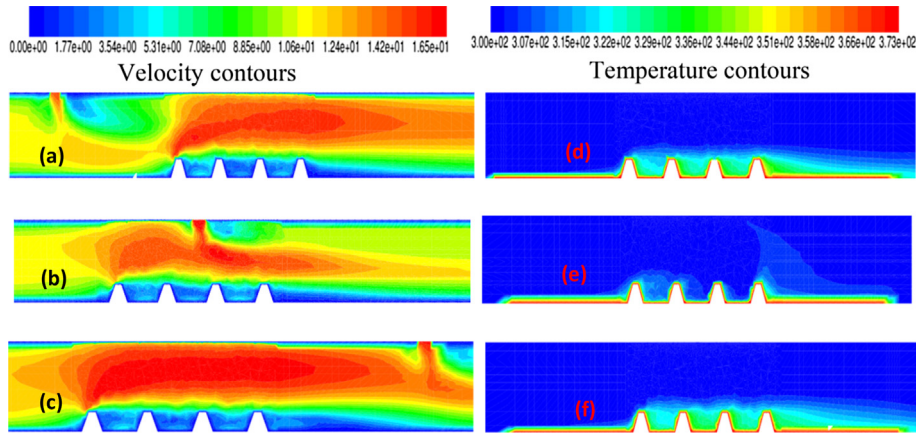 0.00e+00 1.77e+00 3.54e+00 5.31e+00 7.08e+00 8.85e+00 1.06e+01 1.24e+01 1.42e+01 1.65e+01
3.00e+02 3.07e+02 3.15e+02 3.22e+02 3.29e+02 3.36e+02 3.44e+02 3.51e+02 3.58e+02 3.66e+02 3.73e+02
Velocity contours
Temperature contours
(a)
(d)
(b)
(e)
(c)
(f)